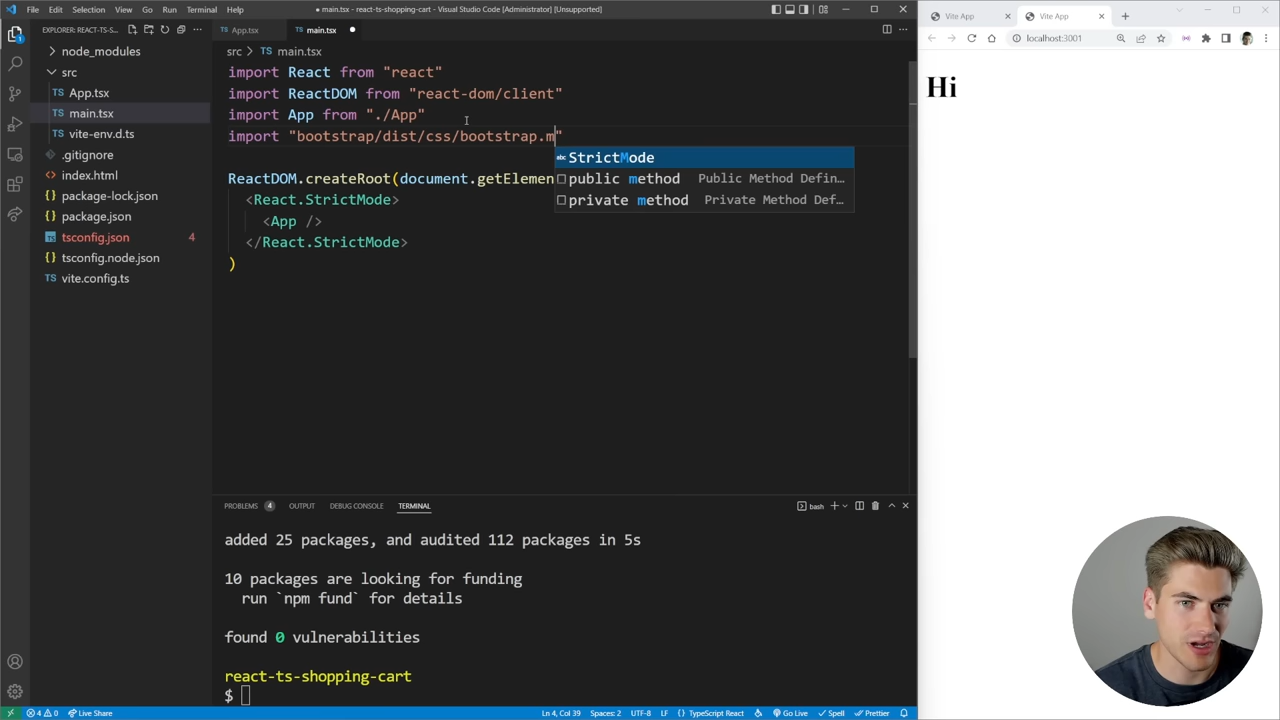 File Edit Selection View Go Run Terminal Help
● main.tsx - react-ts-shopping-cart - Visual Studio Code [Administrator] [Unsupported]
EXPLORER: REACT-TS-S...
node_modules
src
App.tsx
main.tsx
vite-env.d.ts
.gitignore
index.html
package-lock.json
package.json
tsconfig.json 4
tsconfig.node.json
vite.config.ts
App.tsx main.tsx
src > main.tsx
import React from "react"
import ReactDOM from "react-dom/client"
import App from "./App"
import "bootstrap/dist/css/bootstrap.m"
StrictMode
public method Public Method Defin...
private method Private Method Def...
ReactDOM.createRoot(document.getElemen
<React.StrictMode>
<App />
</React.StrictMode>
)
PROBLEMS 4 OUTPUT DEBUG CONSOLE TERMINAL
bash
added 25 packages, and audited 112 packages in 5s
10 packages are looking for funding
run `npm fund` for details
found 0 vulnerabilities
react-ts-shopping-cart
$
4 0 Live Share
Ln 4, Col 39 Spaces: 2 UTF-8 LF {} TypeScript React Go Live Spell Prettier
Vite App Vite App
localhost:3001
Hi